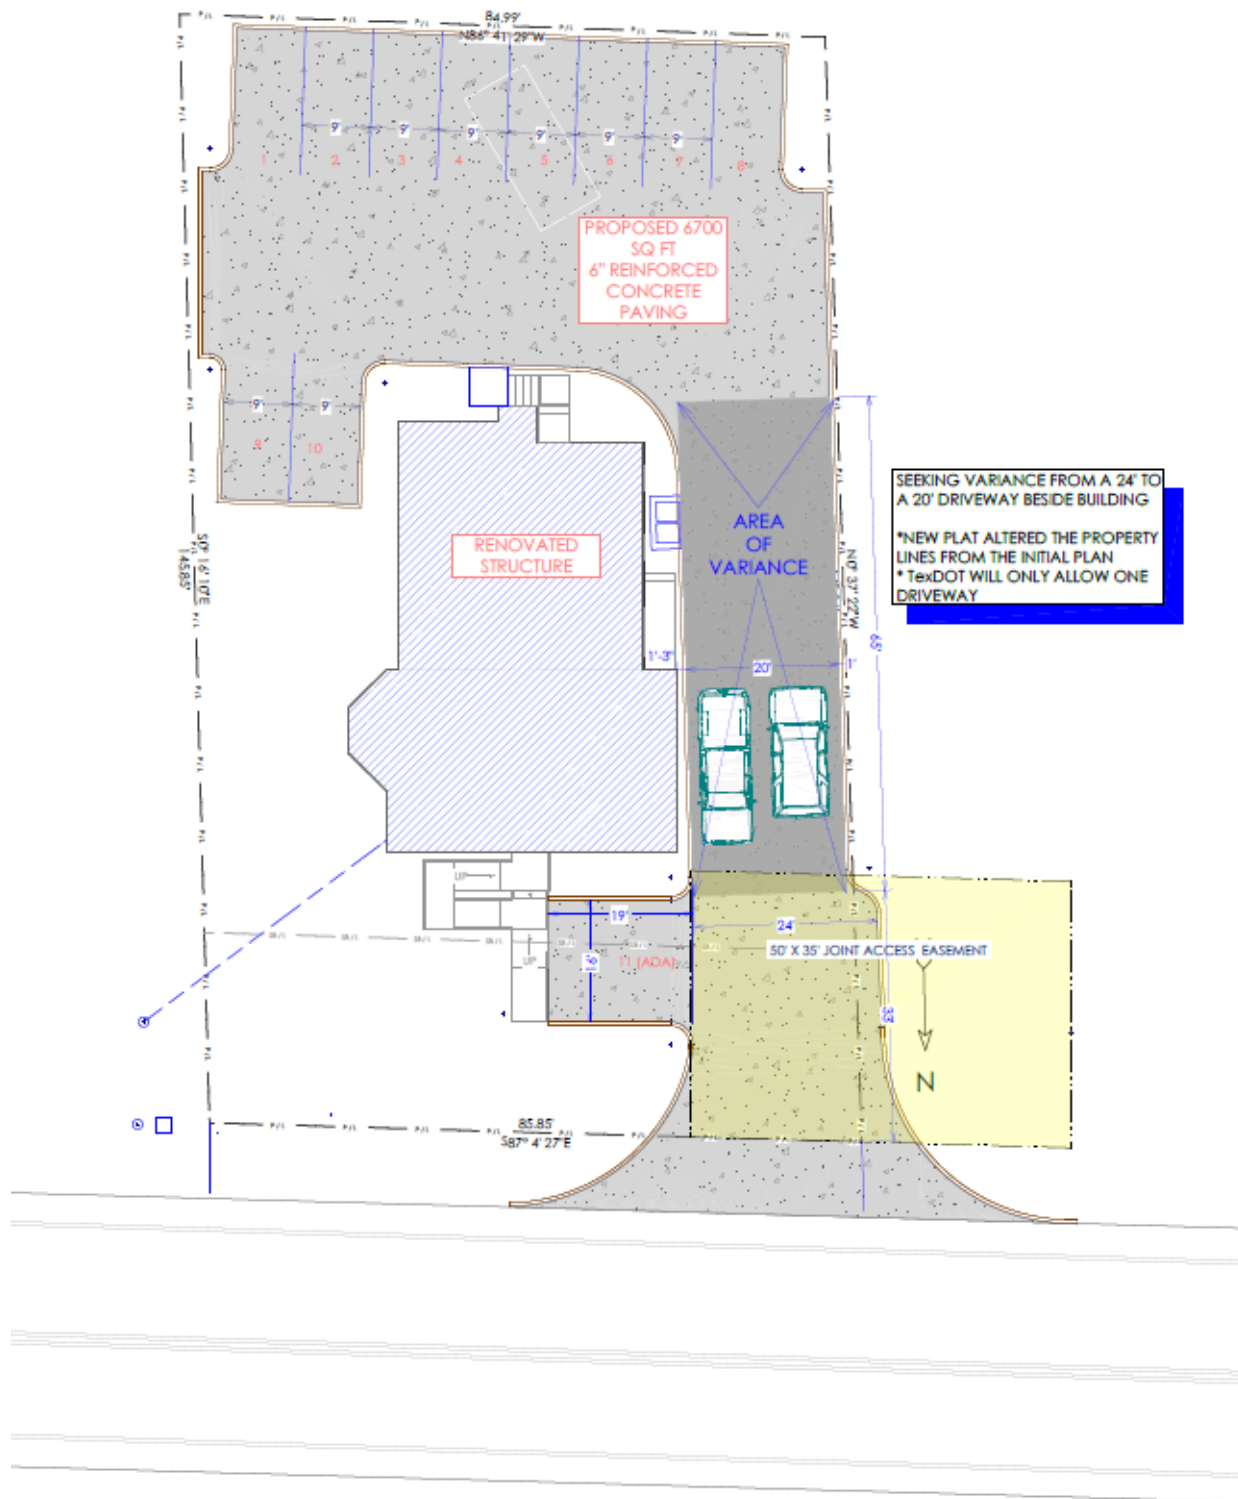 84.99'
N86° 41' 29"W
P/L P/L P/L P/L P/L P/L P/L P/L
9' 9' 9' 9' 9' 9'
1 2 3 4 5 6 7 8
PROPOSED 6700
SQ FT
6" REINFORCED
CONCRETE
PAVING
9' 9'
9 10
SEEKING VARIANCE FROM A 24' TO
A 20' DRIVEWAY BESIDE BUILDING
*NEW PLAT ALTERED THE PROPERTY
LINES FROM THE INITIAL PLAN
* TexDOT WILL ONLY ALLOW ONE
DRIVEWAY
AREA
OF
VARIANCE
RENOVATED
STRUCTURE
S0° 16' 10"E
145.85'
N0° 37' 22"W
65'
1'-3"
20'
1"
UP
19'
24'
50' X 35' JOINT ACCESS EASEMENT
11 (ADA)
16'
UP
33'
N
85.85'
S87° 4' 27"E
P/L P/L P/L P/L P/L P/L P/L P/L